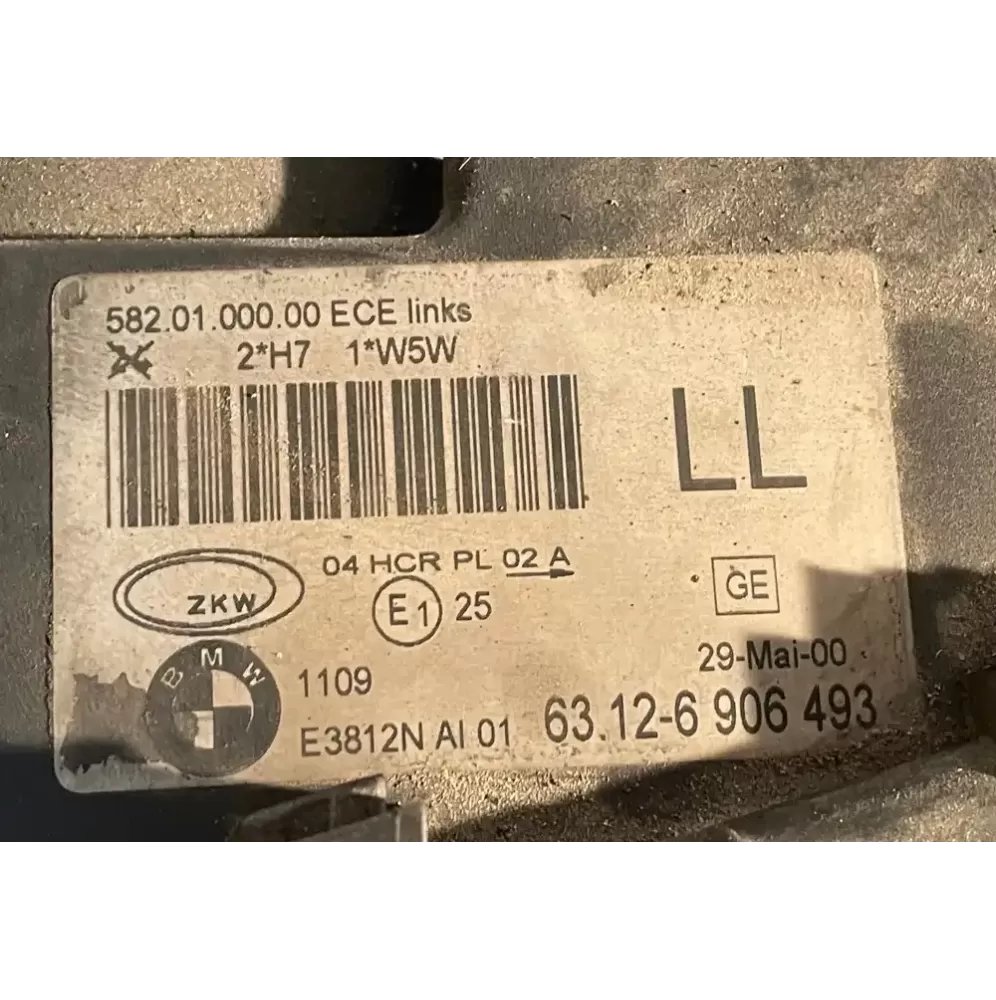 582.01.000.00 ECE links
2*H7 1*W5W
LL
04 HCR PL 02 A
ZKW
E1 25
GE
BMW
1109
29-Mai-00
E3812N AI 01
63.12-6 906 493